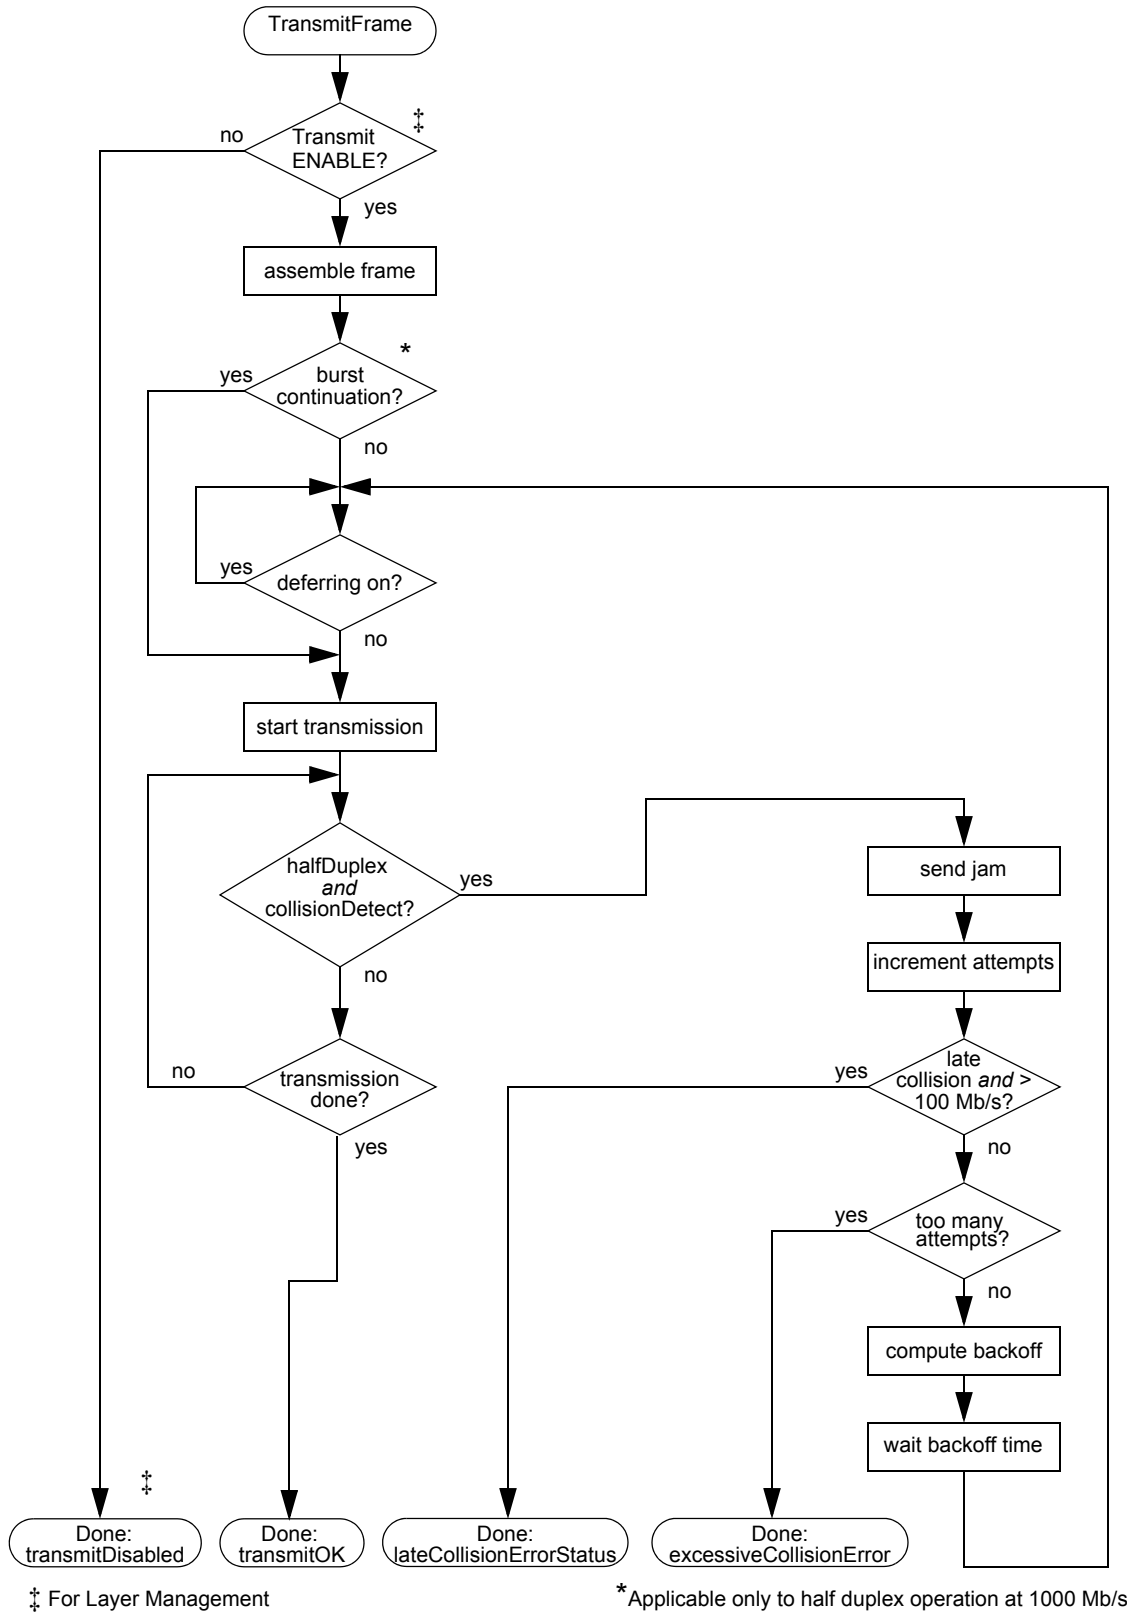 TransmitFrame
‡
no
Transmit
ENABLE?
yes
assemble frame
*
yes
burst
continuation?
no
yes
deferring on?
no
start transmission
halfDuplex
and
collisionDetect?
yes
send jam
increment attempts
no
no
transmission
done?
yes
late
collision and >
100 Mb/s?
yes
no
yes
too many
attempts?
no
compute backoff
wait backoff time
‡
Done:
transmitDisabled
Done:
transmitOK
Done:
lateCollisionErrorStatus
Done:
excessiveCollisionError
‡ For Layer Management
*Applicable only to half duplex operation at 1000 Mb/s